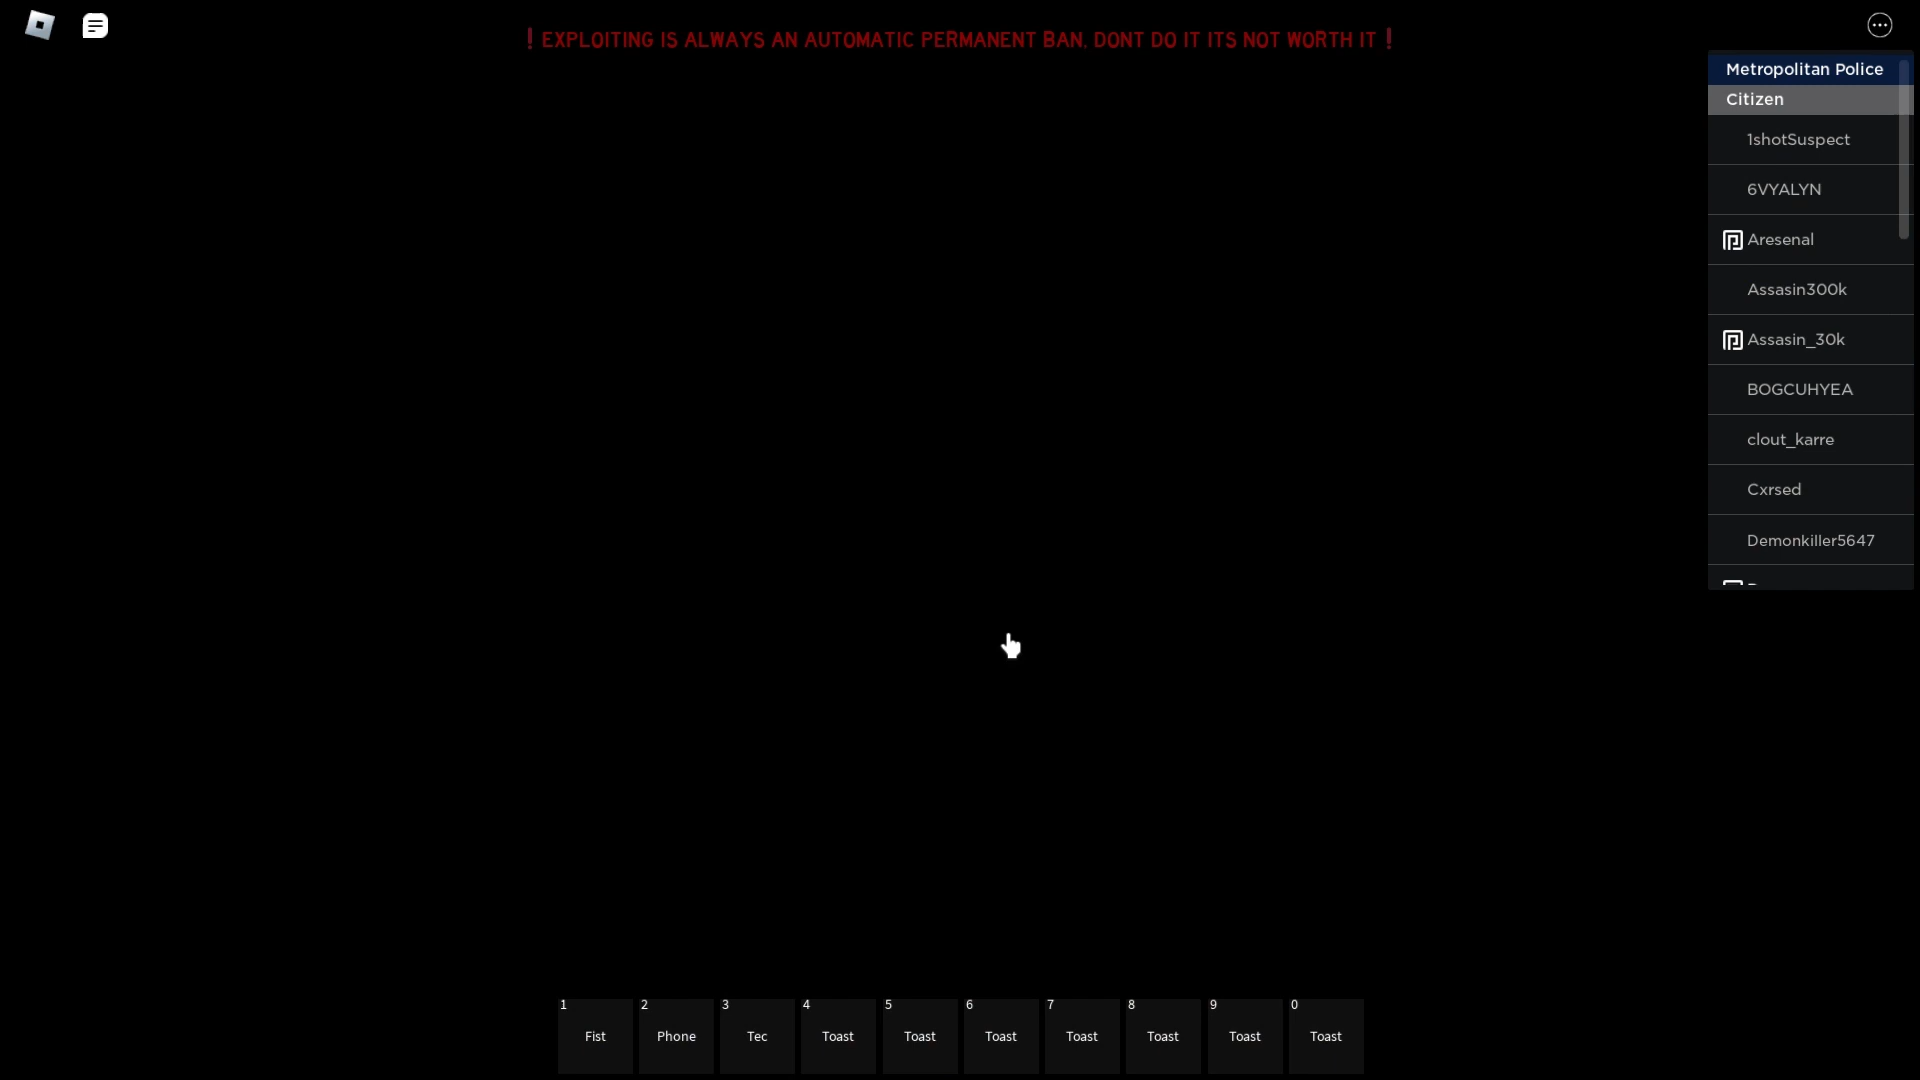 ❗EXPLOITING IS ALWAYS AN AUTOMATIC PERMANENT BAN. DONT DO IT ITS NOT WORTH IT❗
Metropolitan Police
Citizen
1shotSuspect
6VYALYN
Aresenal
Assasin300k
Assasin_30k
BOGCUHYEA
clout_karre
Cxrsed
Demonkiller5647
1 2 3 4 5 6 7 8 9 0
Fist Phone Tec Toast Toast Toast Toast Toast Toast Toast